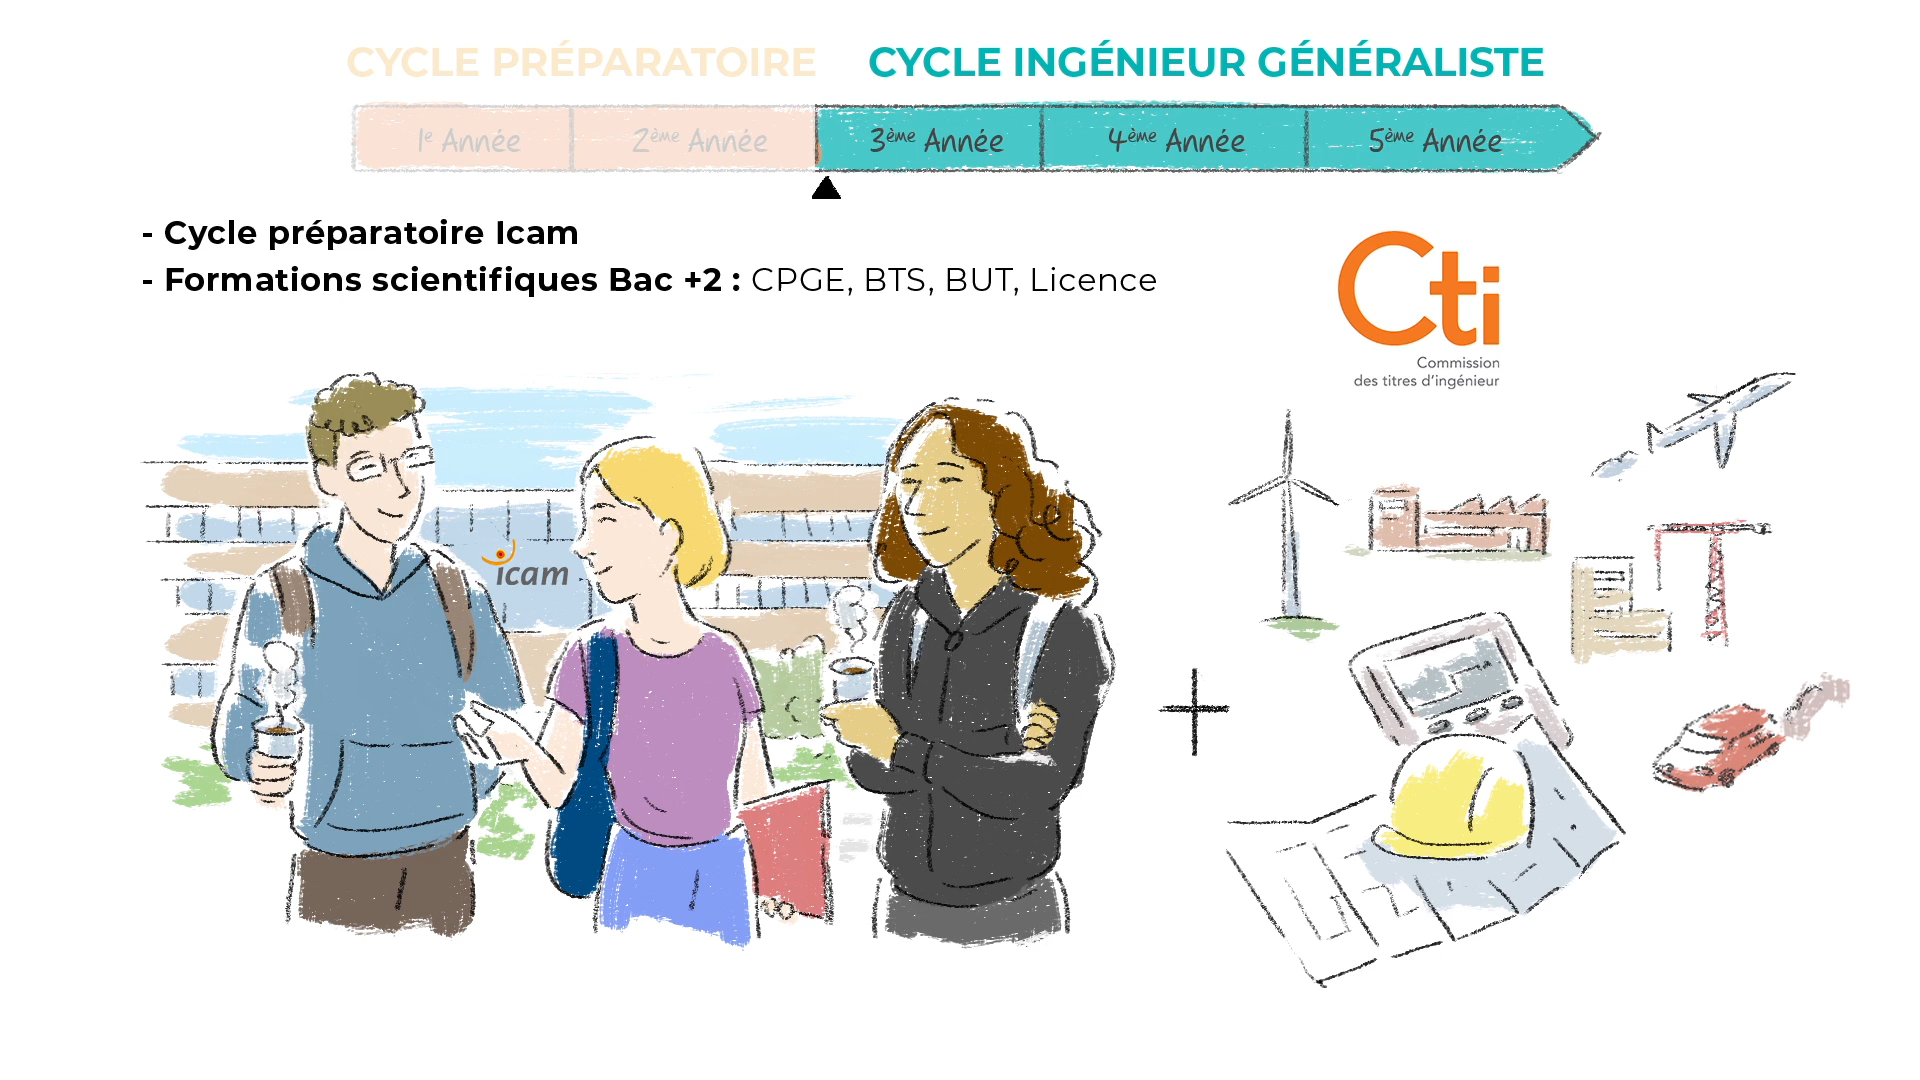 CYCLE PRÉPARATOIRE CYCLE INGÉNIEUR GÉNÉRALISTE
1e Année 2ème Année 3ème Année 4ème Année 5ème Année
- Cycle préparatoire Icam
- Formations scientifiques Bac +2 : CPGE, BTS, BUT, Licence
Cti
Commission
des titres d'ingénieur
icam